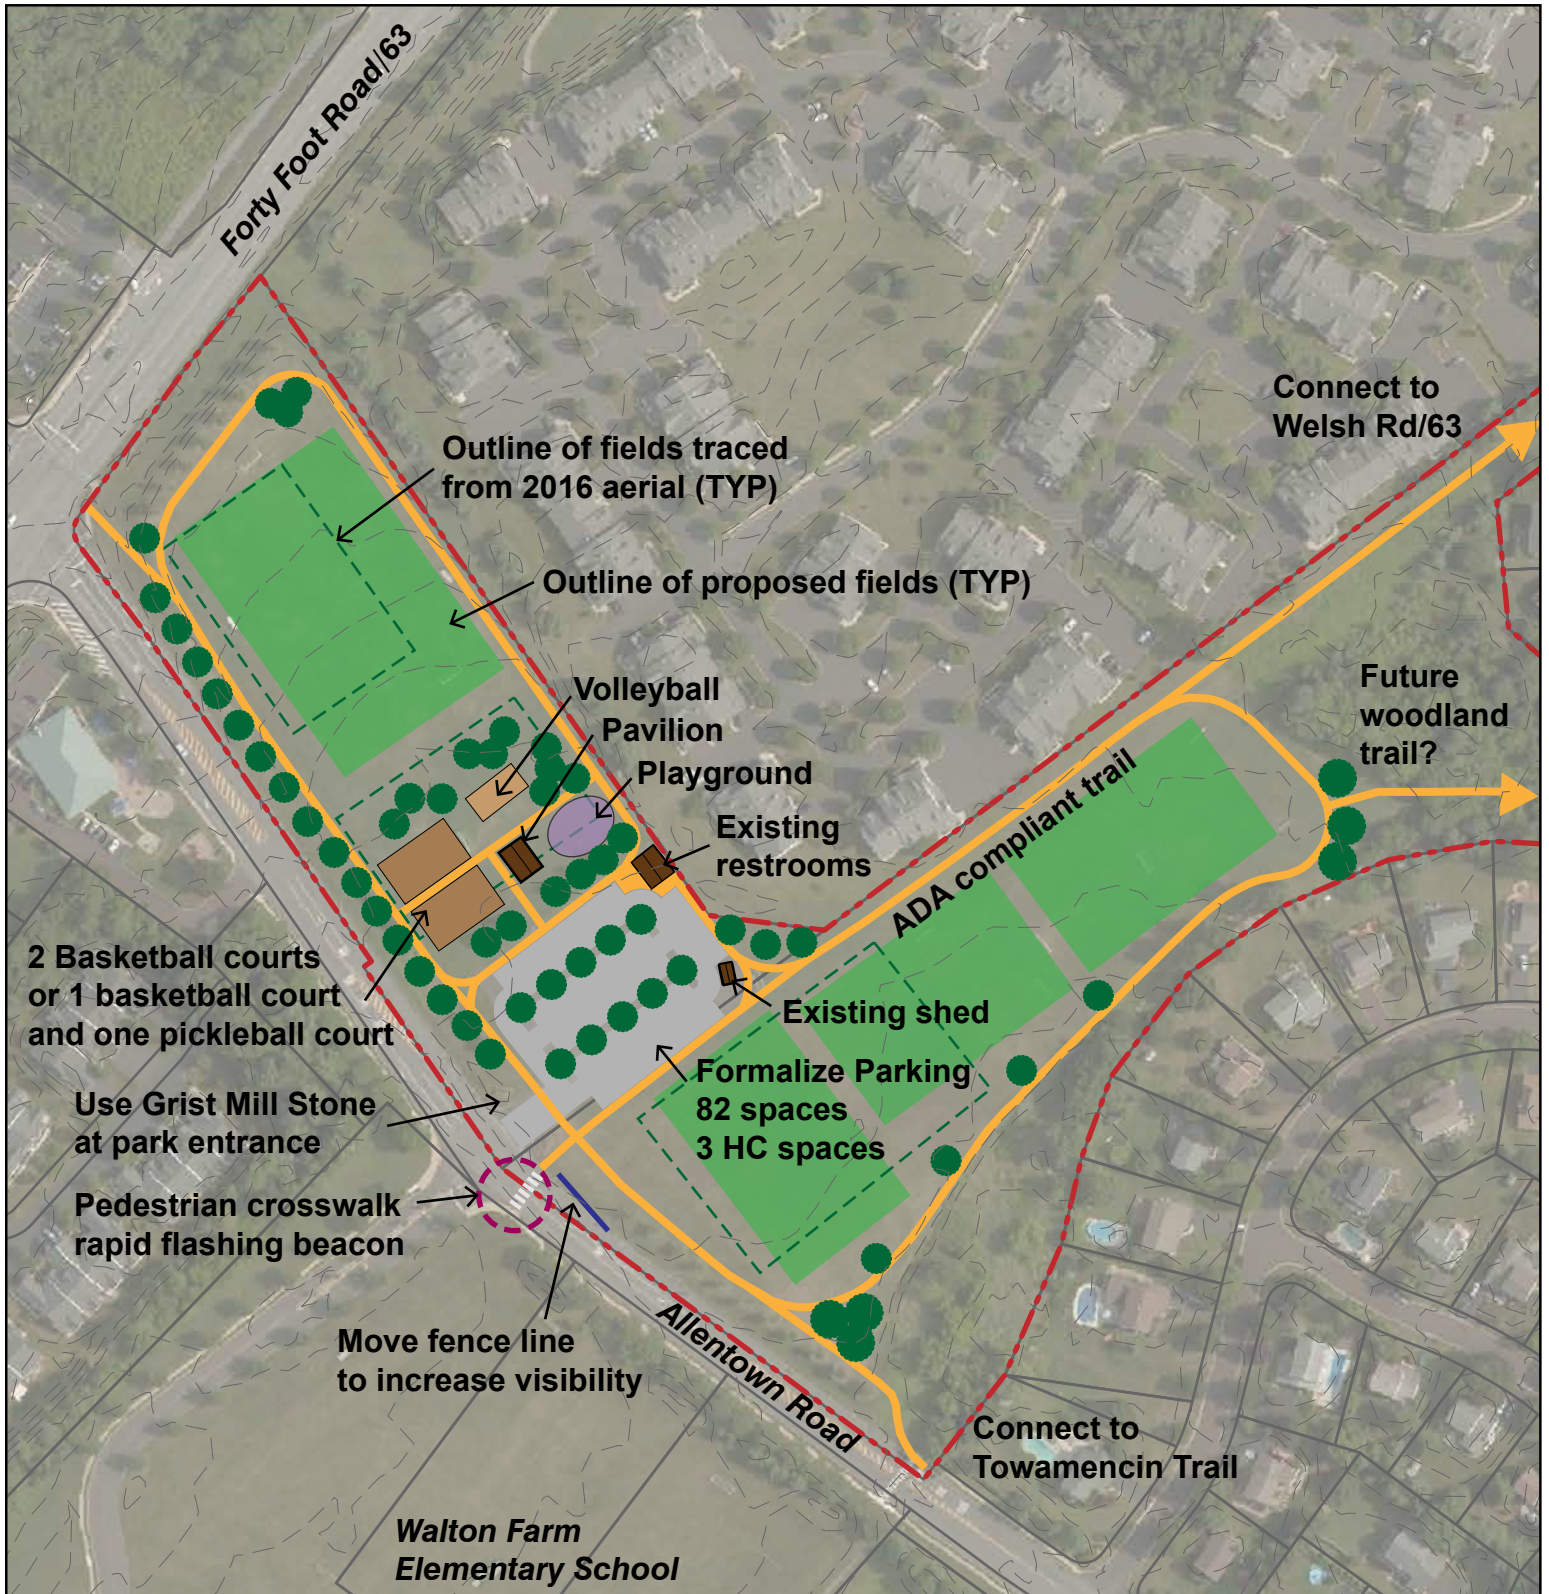 Forty Foot Road/63
Connect to
Welsh Rd/63
Outline of fields traced
from 2016 aerial (TYP)
Outline of proposed fields (TYP)
Volleyball
Pavilion
Playground
Future
woodland
trail?
Existing
restrooms
ADA compliant trail
2 Basketball courts
or 1 basketball court
and one pickleball court
Existing shed
Formalize Parking
82 spaces
3 HC spaces
Use Grist Mill Stone
at park entrance
Pedestrian crosswalk
rapid flashing beacon
Move fence line
to increase visibility
Allentown Road
Connect to
Towamencin Trail
Walton Farm
Elementary School